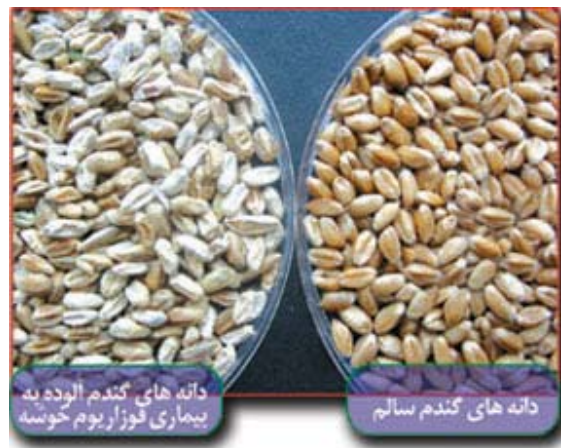 دانه های گندم سالم
دانه های گندم آلوده به
بیماری فوزاریوم خوشه